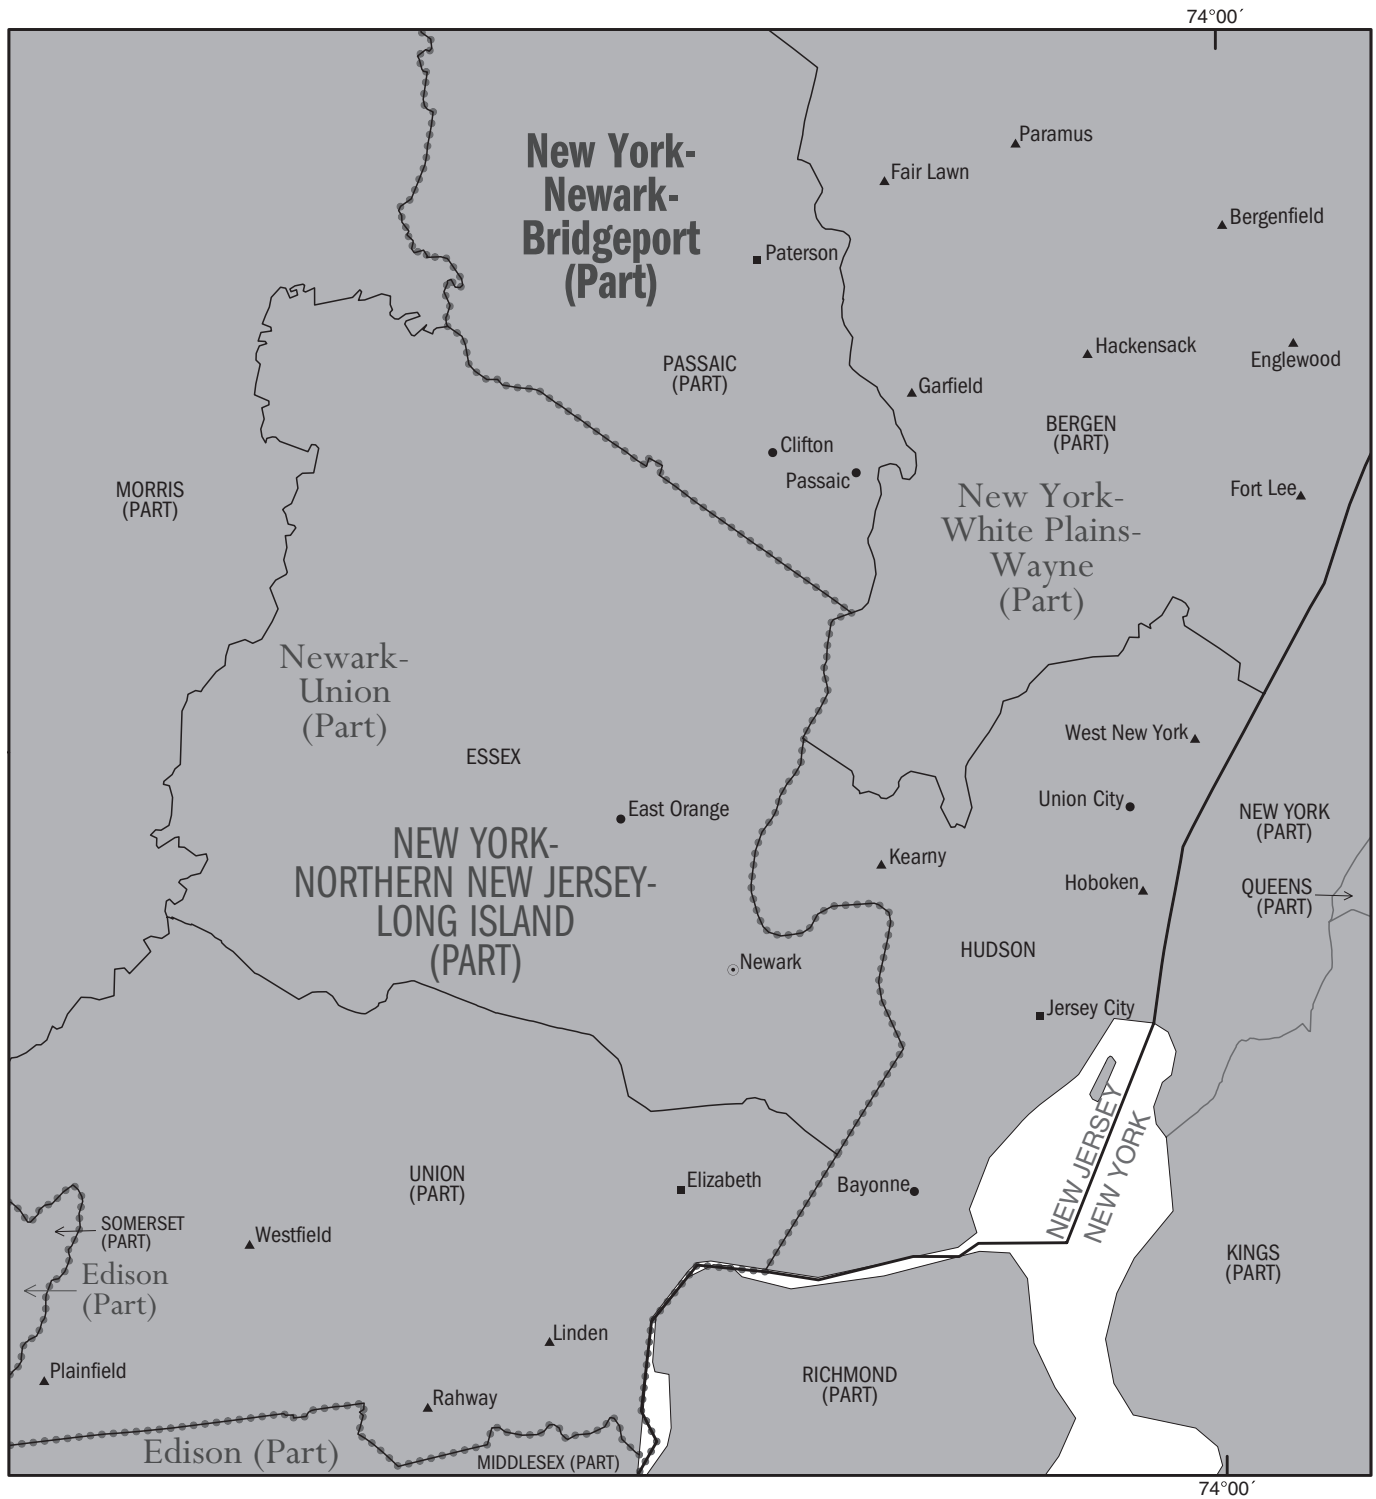 74°00´
Paramus
Fair Lawn
New York-
Newark-
Bridgeport
(Part)
Bergenfield
Paterson
Hackensack
Englewood
PASSAIC
(PART)
Garfield
BERGEN
(PART)
Clifton
Passaic
MORRIS
(PART)
Fort Lee
New York-
White Plains-
Wayne
(Part)
Newark-
Union
(Part)
West New York
ESSEX
Union City
East Orange
NEW YORK
(PART)
NEW YORK-
NORTHERN NEW JERSEY-
LONG ISLAND
(PART)
Kearny
Hoboken
QUEENS
(PART)
HUDSON
Newark
Jersey City
NEW JERSEY
NEW YORK
UNION
(PART)
Elizabeth
Bayonne
SOMERSET
(PART)
Westfield
Edison
(Part)
KINGS
(PART)
Linden
Plainfield
RICHMOND
(PART)
Rahway
Edison (Part)
MIDDLESEX (PART)
74°00´